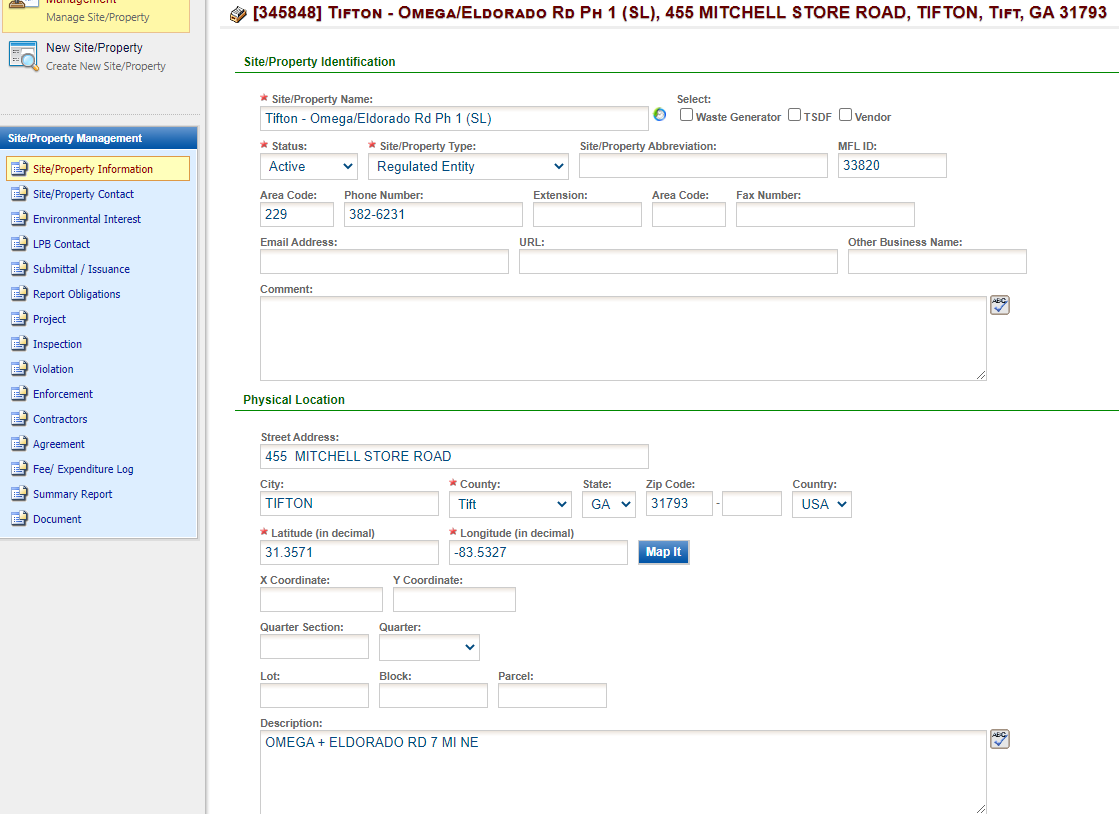 Management
Manage Site/Property
New Site/Property
Create New Site/Property
Site/Property Management
Site/Property Information
Site/Property Contact
Environmental Interest
LPB Contact
Submittal / Issuance
Report Obligations
Project
Inspection
Violation
Enforcement
Contractors
Agreement
Fee/ Expenditure Log
Summary Report
Document
[345848] Tifton - Omega/Eldorado Rd Ph 1 (SL), 455 MITCHELL STORE ROAD, TIFTON, Tift, GA 31793
Site/Property Identification
* Site/Property Name: Select:
Tifton - Omega/Eldorado Rd Ph 1 (SL) Waste Generator TSDF Vendor
* Status: * Site/Property Type: Site/Property Abbreviation: MFL ID:
Active Regulated Entity 33820
Area Code: Phone Number: Extension: Area Code: Fax Number:
229 382-6231
Email Address: URL: Other Business Name:
Comment:
ABC
Physical Location
Street Address:
455  MITCHELL STORE ROAD
City: * County: State: Zip Code: Country:
TIFTON Tift GA 31793 - USA
* Latitude (in decimal) * Longitude (in decimal)
31.3571 -83.5327 Map It
X Coordinate: Y Coordinate:
Quarter Section: Quarter:
Lot: Block: Parcel:
Description:
OMEGA + ELDORADO RD 7 MI NE
ABC